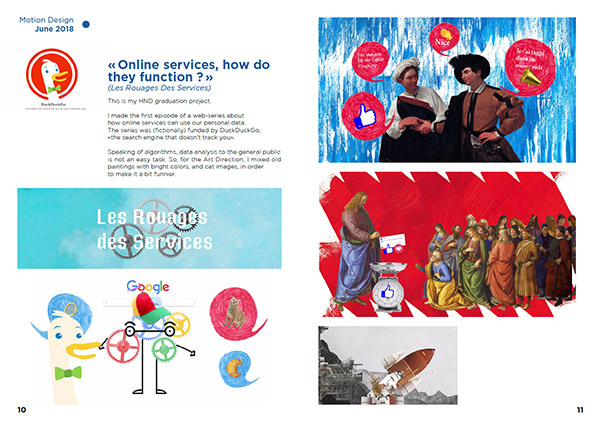 Motion Design
June 2018
DuckDuckGo
« Online services, how do
they function ? »
(Les Rouages Des Services)
This is my HND graduation project.
I made the first episode of a web-series about
how online services can use our personal data.
The series was (fictionally) funded by DuckDuckGo,
«the search engine that doesn't track you».
Speaking of algorithms, data analysis to the general public
is not an easy task. So, for the Art Direction, I mixed old
paintings with bright colors, and cat images, in order
to make it a bit funnier.
Les Rouages
des Services
Google
10
Nice
11